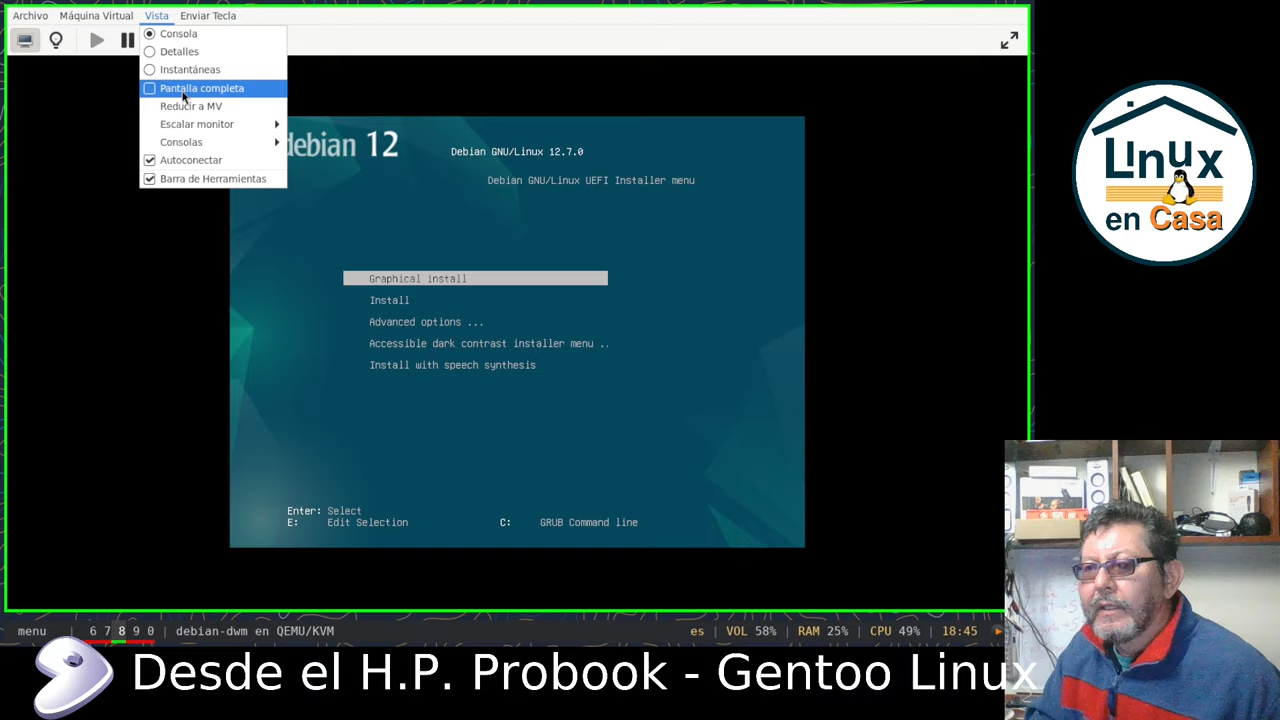 Archivo Máquina Virtual Vista Enviar Tecla
Consola
Detalles
Instantáneas
Pantalla completa
Reducir a MV
Escalar monitor
Consolas
Autoconectar
Barra de Herramientas
debian 12
Debian GNU/Linux 12.7.0
Debian GNU/Linux UEFI Installer menu
Graphical install
Install
Advanced options ...
Accessible dark contrast installer menu ..
Install with speech synthesis
Enter: Select
E: Edit Selection C: GRUB Command line
LInux
en Casa
menu | 6 7 8 9 0 | debian-dwm en QEMU/KVM es | VOL 58% | RAM 25% | CPU 49% | 18:45
Desde el H.P. Probook - Gentoo Linux